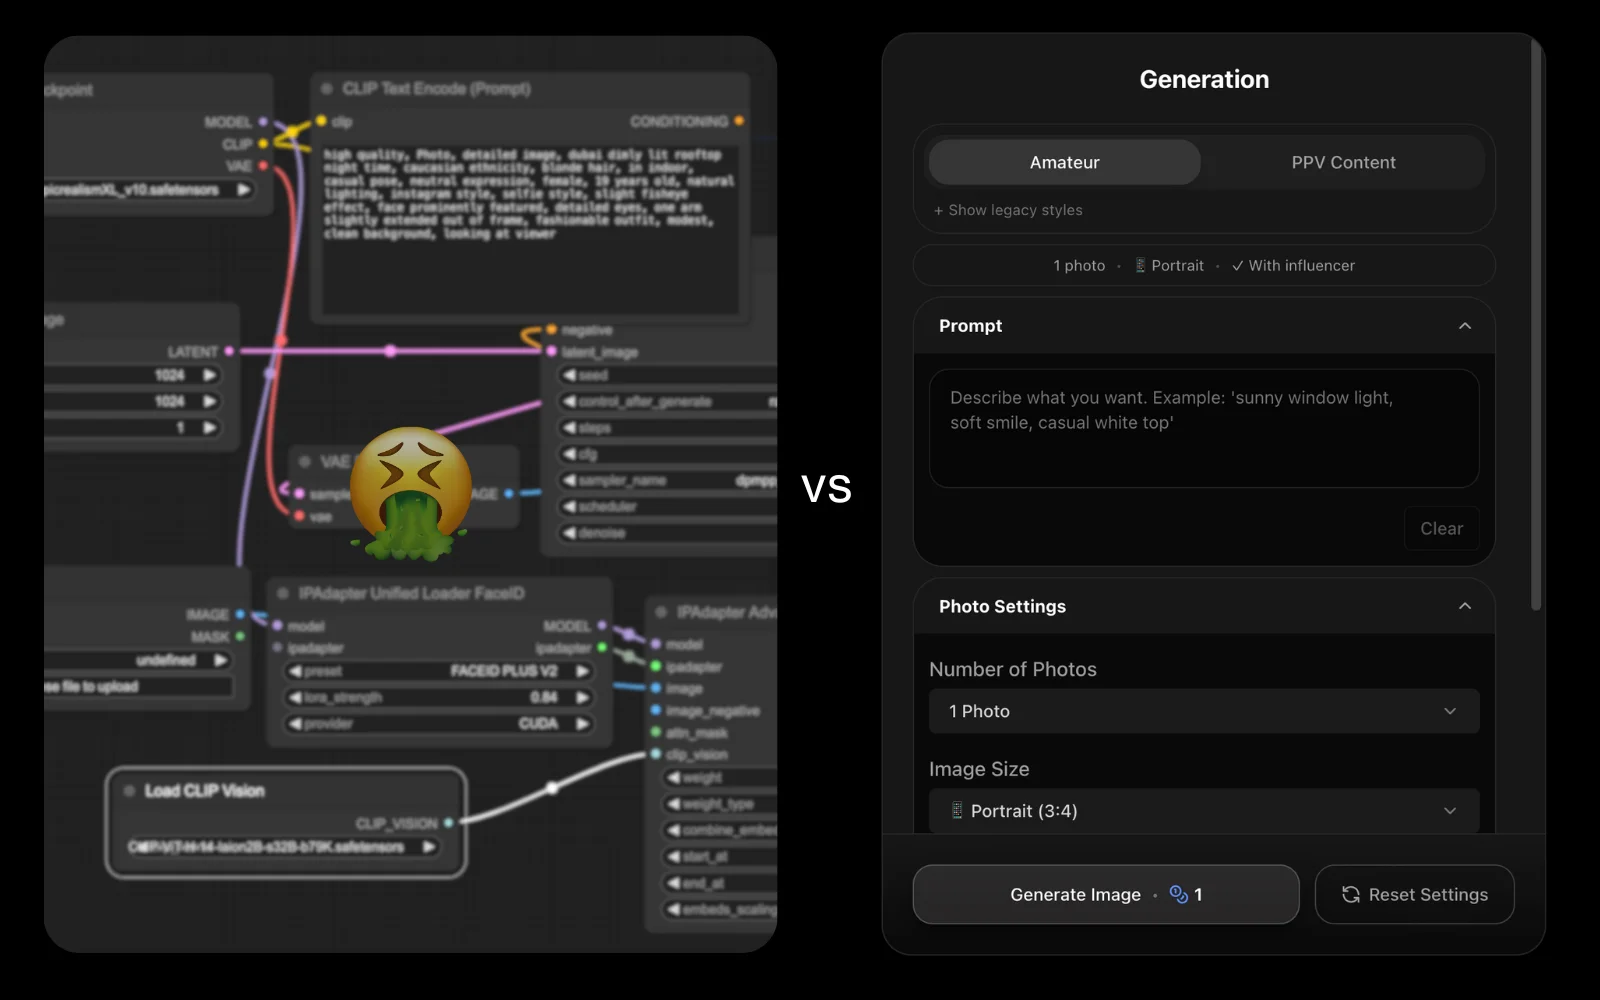 ckpoint
MODEL
CLIP
VAE
picrealismXL_v10.safetensors
CLIP Text Encode (Prompt)
clip
CONDITIONING
high quality, Photo, detailed image, dubai dimly lit rooftop
night time, caucasian ethnicity, blonde hair, in indoor,
casual pose, neutral expression, female, 19 years old, natural
lighting, instagram style, selfie style, slight fisheye
effect, face prominently featured, detailed eyes, one arm
slightly extended out of frame, fashionable outfit, modest,
clean background, looking at viewer
ge
LATENT
1024
1024
1
negative
latent_image
seed
control_after_generate
steps
cfg
sampler_name
dpmpp
scheduler
denoise
VAE
sample
AGE
vae
IMAGE
MASK
undefined
se file to upload
IPAdapter Unified Loader FaceID
model
MODEL
ipadapter
ipadapter
preset
FACEID PLUS V2
lora_strength
0.84
provider
CUDA
IPAdapter Adv
model
ipadapter
image
image_negative
attn_mask
clip_vision
weight
weight_type
combine_embed
start_at
end_at
embeds_scaling
Load CLIP Vision
CLIP_VISION
CLIP-ViT-H-14-laion2B-s32B-b79K.safetensors
vs
Generation
Amateur
PPV Content
+ Show legacy styles
1 photo · Portrait · ✓ With influencer
Prompt
Describe what you want. Example: 'sunny window light,
soft smile, casual white top'
Clear
Photo Settings
Number of Photos
1 Photo
Image Size
Portrait (3:4)
Generate Image · 1
Reset Settings